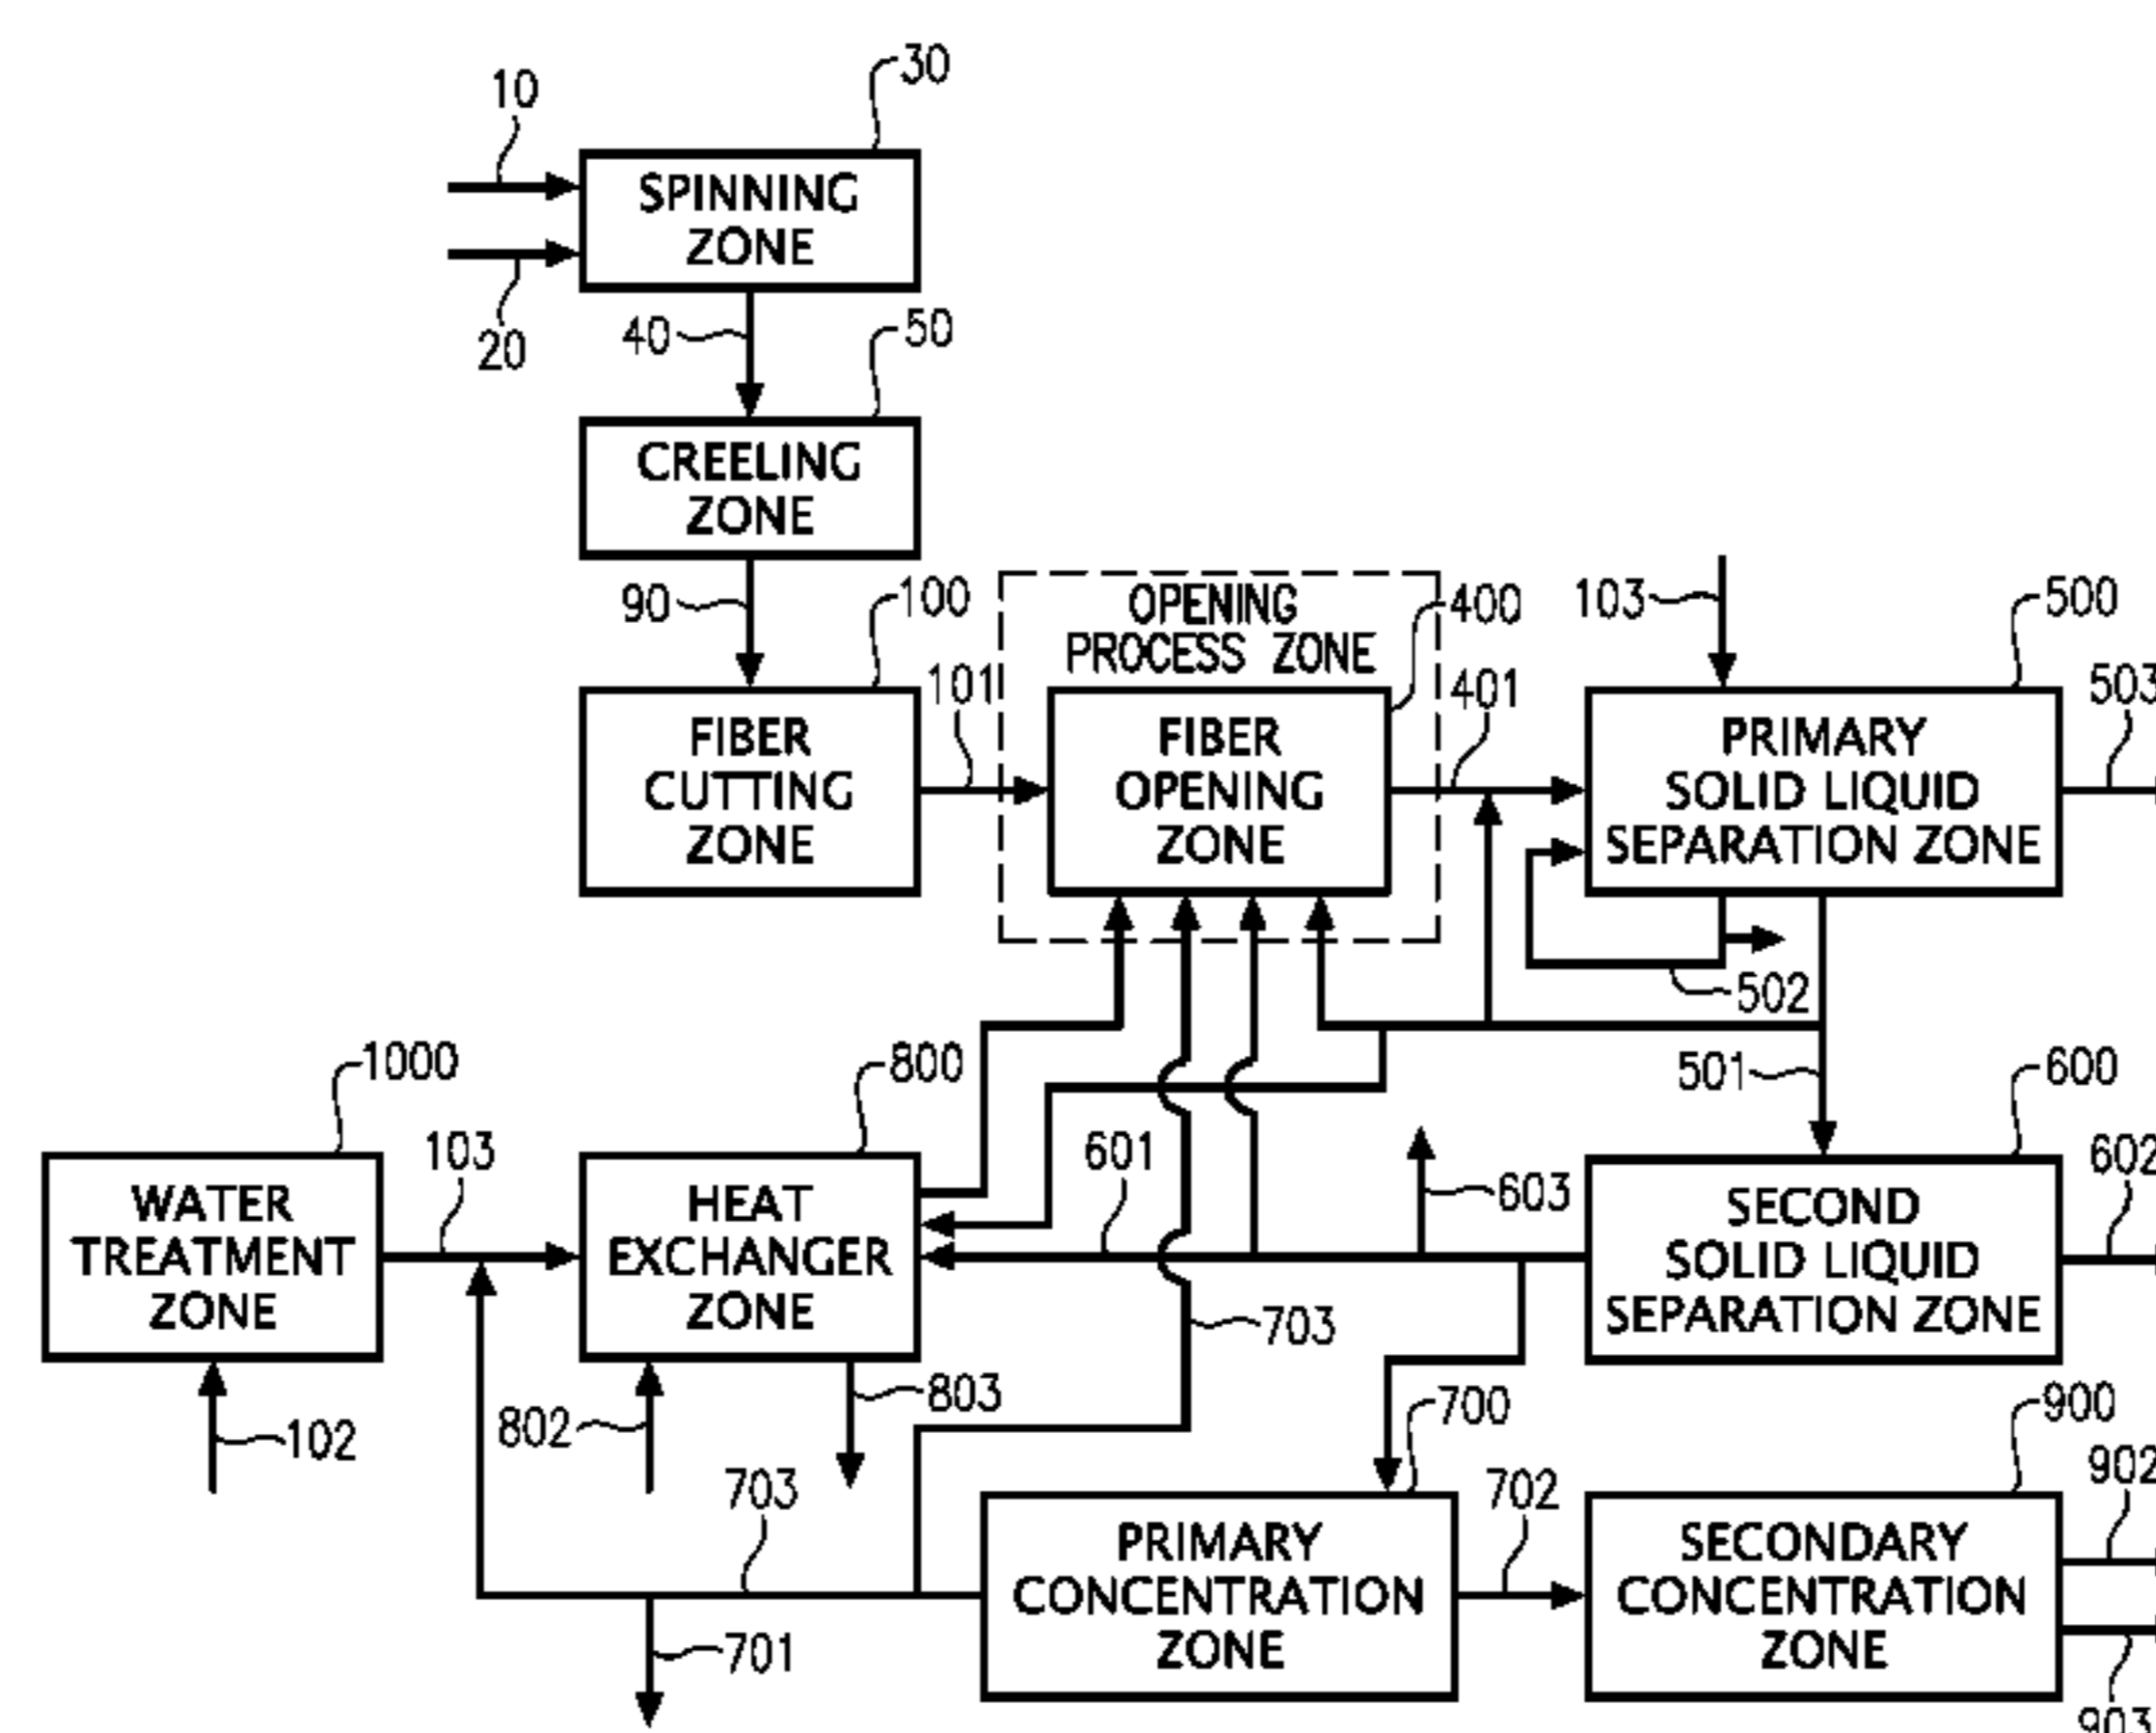 30
10
SPINNING
ZONE
20
40
50
CREELING
ZONE
90
100
101
OPENING
PROCESS ZONE
400
401
103
500
503
FIBER
CUTTING
ZONE
FIBER
OPENING
ZONE
PRIMARY
SOLID LIQUID
SEPARATION ZONE
502
501
1000
800
600
103
601
603
602
WATER
TREATMENT
ZONE
HEAT
EXCHANGER
ZONE
SECOND
SOLID LIQUID
SEPARATION ZONE
703
102
802
803
700
900
703
702
902
PRIMARY
CONCENTRATION
ZONE
SECONDARY
CONCENTRATION
ZONE
701
903